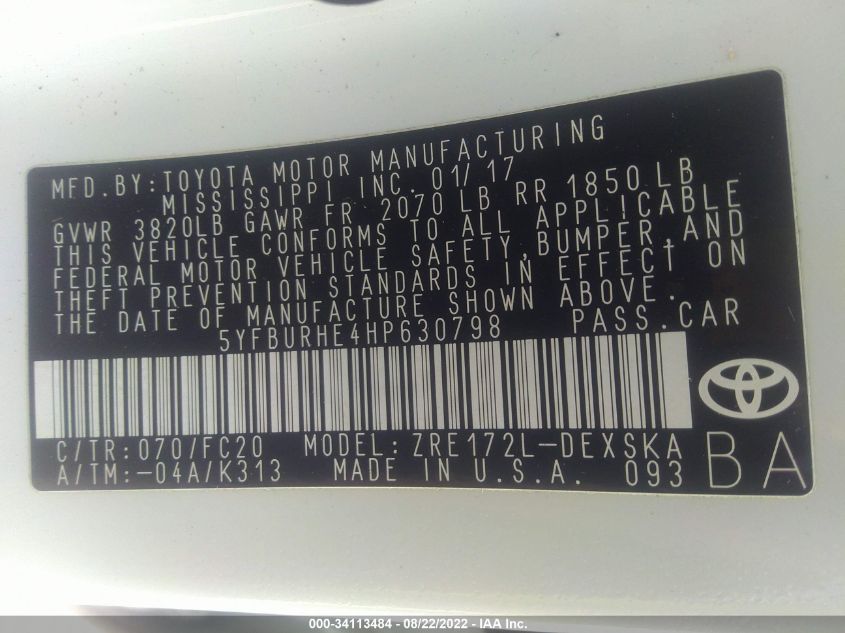 MFD.BY:TOYOTA MOTOR MANUFACTURING
MISSISSIPPI INC. 01/17
GVWR 3820LB GAWR FR 2070 LB RR 1850 LB
THIS VEHICLE CONFORMS TO ALL APPLICABLE
FEDERAL MOTOR VEHICLE SAFETY,BUMPER,AND
THEFT PREVENTION STANDARDS IN EFFECT ON
THE DATE OF MANUFACTURE SHOWN ABOVE.
5YFBURHE4HP630798 PASS.CAR
C/TR:070/FC20 MODEL:ZRE172L-DEXSKA
A/TM:-04A/K313 MADE IN U.S.A. 093
BA
000-34113484 - 08/22/2022 - IAA Inc.